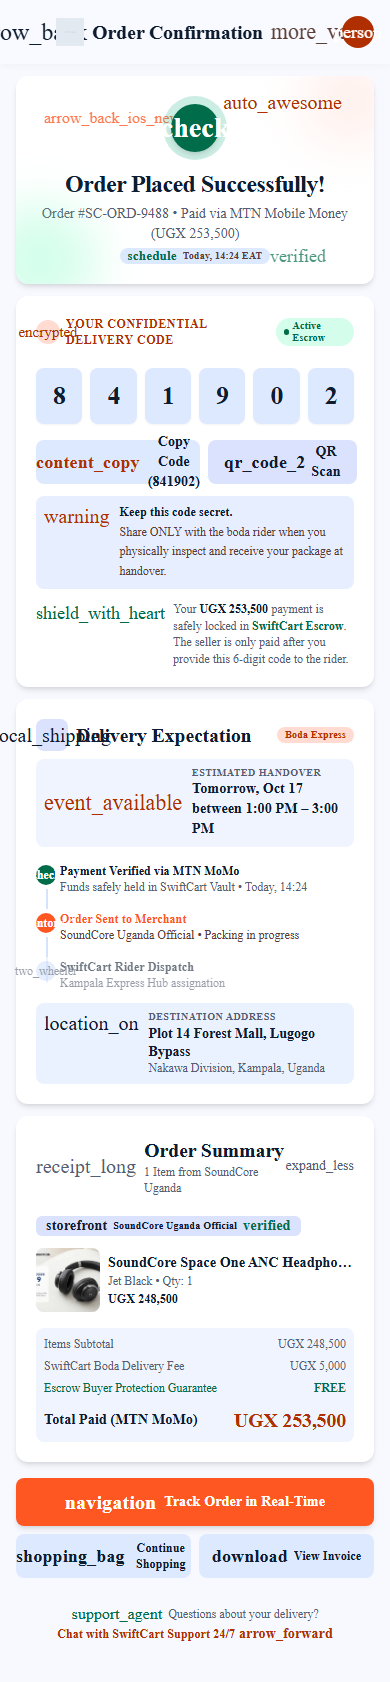 Order Confirmation more_v
arrow_back_ios_new check auto_awesome
Order Placed Successfully!
Order #SC-ORD-9488 • Paid via MTN Mobile Money
(UGX 253,500)
schedule Today, 14:24 EAT verified
encrypted YOUR CONFIDENTIAL
DELIVERY CODE
Active
Escrow
8 4 1 9 0 2
content_copy Copy
Code
(841902)
qr_code_2 QR
Scan
warning Keep this code secret.
Share ONLY with the boda rider when you
physically inspect and receive your package at
handover.
shield_with_heart Your UGX 253,500 payment is
safely locked in SwiftCart Escrow.
The seller is only paid after you
provide this 6-digit code to the rider.
Delivery Expectation
Boda Express
event_available ESTIMATED HANDOVER
Tomorrow, Oct 17
between 1:00 PM – 3:00
PM
Payment Verified via MTN MoMo
Funds safely held in SwiftCart Vault • Today, 14:24
Order Sent to Merchant
SoundCore Uganda Official • Packing in progress
two_wheeler SwiftCart Rider Dispatch
Kampala Express Hub assignation
location_on DESTINATION ADDRESS
Plot 14 Forest Mall, Lugogo
Bypass
Nakawa Division, Kampala, Uganda
receipt_long Order Summary
1 Item from SoundCore
Uganda
expand_less
storefront SoundCore Uganda Official verified
SoundCore Space One ANC Headpho...
Jet Black • Qty: 1
UGX 248,500
Items Subtotal UGX 248,500
SwiftCart Boda Delivery Fee UGX 5,000
Escrow Buyer Protection Guarantee FREE
Total Paid (MTN MoMo) UGX 253,500
navigation Track Order in Real-Time
shopping_bag Continue
Shopping
download View Invoice
support_agent Questions about your delivery?
Chat with SwiftCart Support 24/7 arrow_forward